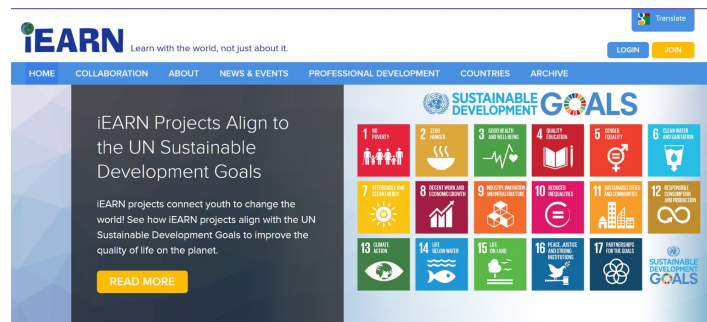 Translate
iEARN Learn with the world, not just about it.
LOGIN JOIN
HOME COLLABORATION ABOUT NEWS & EVENTS PROFESSIONAL DEVELOPMENT COUNTRIES ARCHIVE
iEARN Projects Align to
the UN Sustainable
Development Goals
iEARN projects connect youth to change the
world! See how iEARN projects align with the UN
Sustainable Development Goals to improve the
quality of life on the planet.
READ MORE
SUSTAINABLE
DEVELOPMENT GOALS
1 NO
POVERTY
2 ZERO
HUNGER
3 GOOD HEALTH
AND WELL-BEING
4 QUALITY
EDUCATION
5 GENDER
EQUALITY
6 CLEAN WATER
AND SANITATION
7 AFFORDABLE AND
CLEAN ENERGY
8 DECENT WORK AND
ECONOMIC GROWTH
9 INDUSTRY, INNOVATION
AND INFRASTRUCTURE
10 REDUCED
INEQUALITIES
11 SUSTAINABLE CITIES
AND COMMUNITIES
12 RESPONSIBLE
CONSUMPTION
AND PRODUCTION
13 CLIMATE
ACTION
14 LIFE
BELOW WATER
15 LIFE
ON LAND
16 PEACE, JUSTICE
AND STRONG
INSTITUTIONS
17 PARTNERSHIPS
FOR THE GOALS
SUSTAINABLE
DEVELOPMENT
GOALS